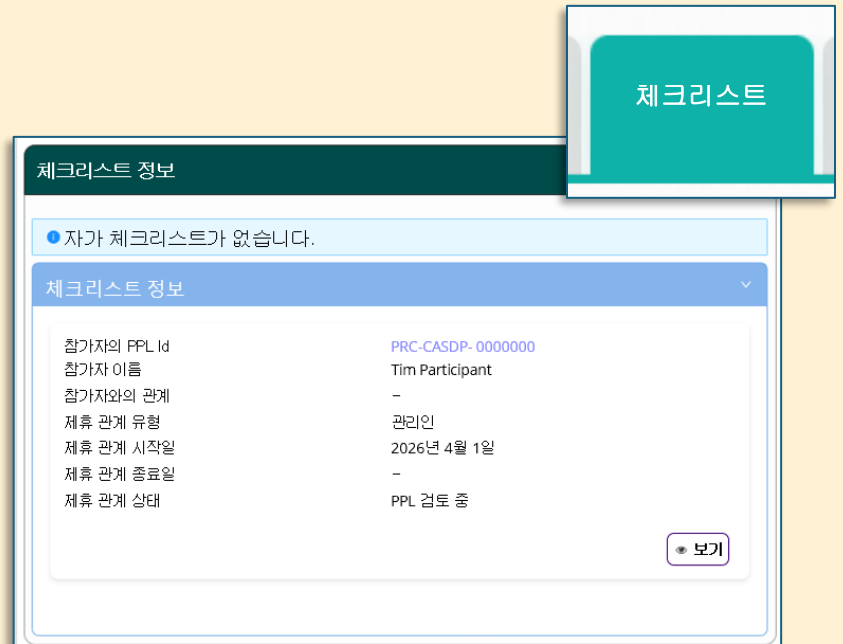 체크리스트
체크리스트 정보
자가 체크리스트가 없습니다.
체크리스트 정보
참가자의 PPL Id PRC-CASDP- 0000000
참가자 이름 Tim Participant
참가자와의 관계 –
제휴 관계 유형 관리인
제휴 관계 시작일 2026년 4월 1일
제휴 관계 종료일 –
제휴 관계 상태 PPL 검토 중
보기